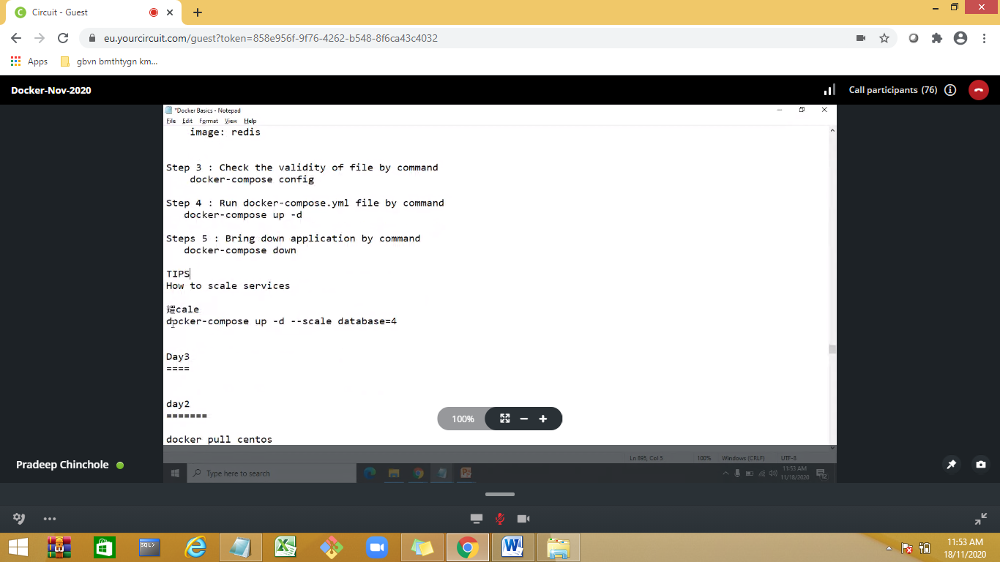 Circuit - Guest
eu.yourcircuit.com/guest?token=858e956f-9f76-4262-b548-8f6ca43c4032
Apps gbvn bmthtygn km...
Docker-Nov-2020
Call participants (76)
*Docker Basics - Notepad
File Edit Format View Help
image: redis
Step 3 : Check the validity of file by command
docker-compose config
Step 4 : Run docker-compose.yml file by command
docker-compose up -d
Steps 5 : Bring down application by command
docker-compose down
TIPS
How to scale services
耀cale
docker-compose up -d --scale database=4
Day3
====
day2
=======
docker pull centos
100%
Ln 895, Col 5 100% Windows (CRLF) UTF-8
Pradeep Chinchole
Type here to search
11:53 AM
11/18/2020
SQL>
W
11:53 AM
18/11/2020